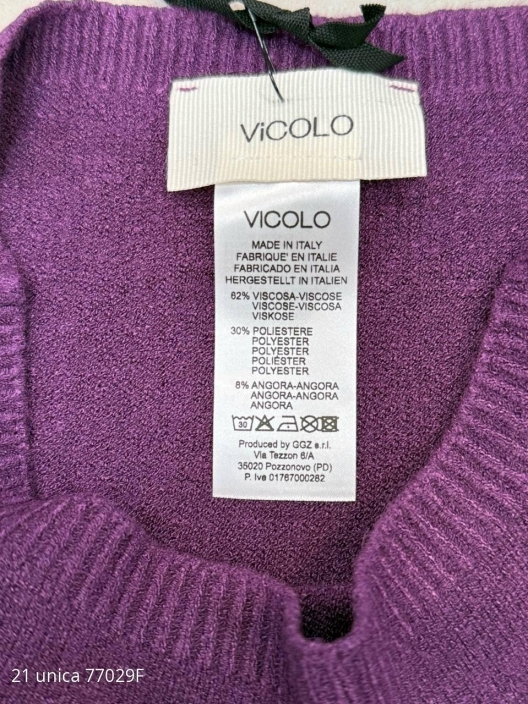 ViCOLO
VICOLO
MADE IN ITALY
FABRIQUE' EN ITALIE
FABRICADO EN ITALIA
HERGESTELLT IN ITALIEN
62% VISCOSA-VISCOSE
VISCOSE-VISCOSA
VISKOSE
30% POLIESTERE
POLYESTER
POLYESTER
POLIÉSTER
POLYESTER
8% ANGORA-ANGORA
ANGORA-ANGORA
ANGORA
30
Produced by GGZ s.r.l.
Via Tezzon 6/A
35020 Pozzonovo (PD)
P. Ive 01767000282
21 unica 77029F